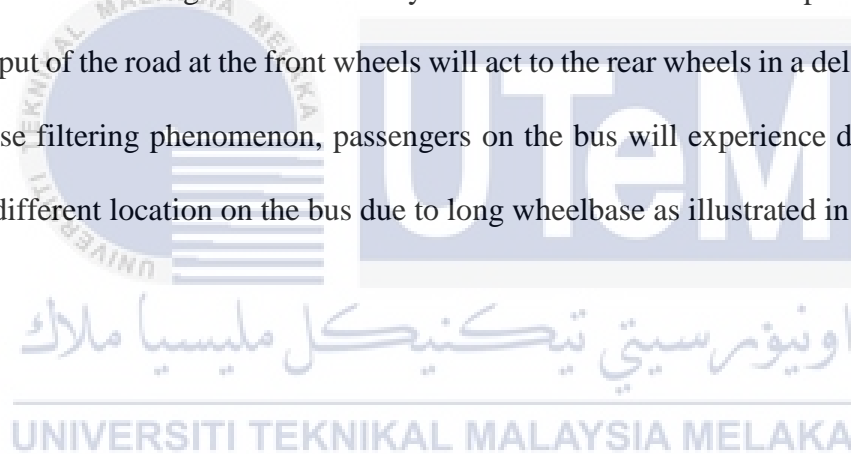 put of the road at the front wheels will act to the rear wheels in a del
se filtering phenomenon, passengers on the bus will experience d
different location on the bus due to long wheelbase as illustrated in
UTeM
اونيۏرسيتي تيكنيكل مليسيا ملاك
UNIVERSITI TEKNIKAL MALAYSIA MELAKA